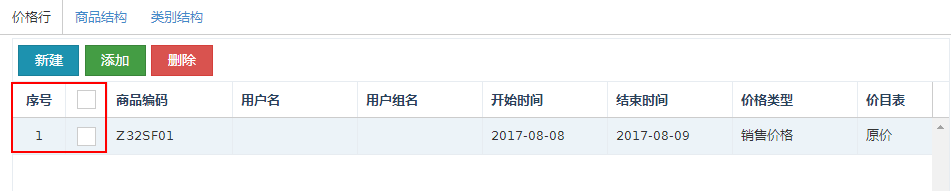 价格行 商品结构 类别结构
新建 添加 删除
序号 商品编码 用户名 用户组名 开始时间 结束时间 价格类型 价目表
1 Z32SF01 2017-08-08 2017-08-09 销售价格 原价